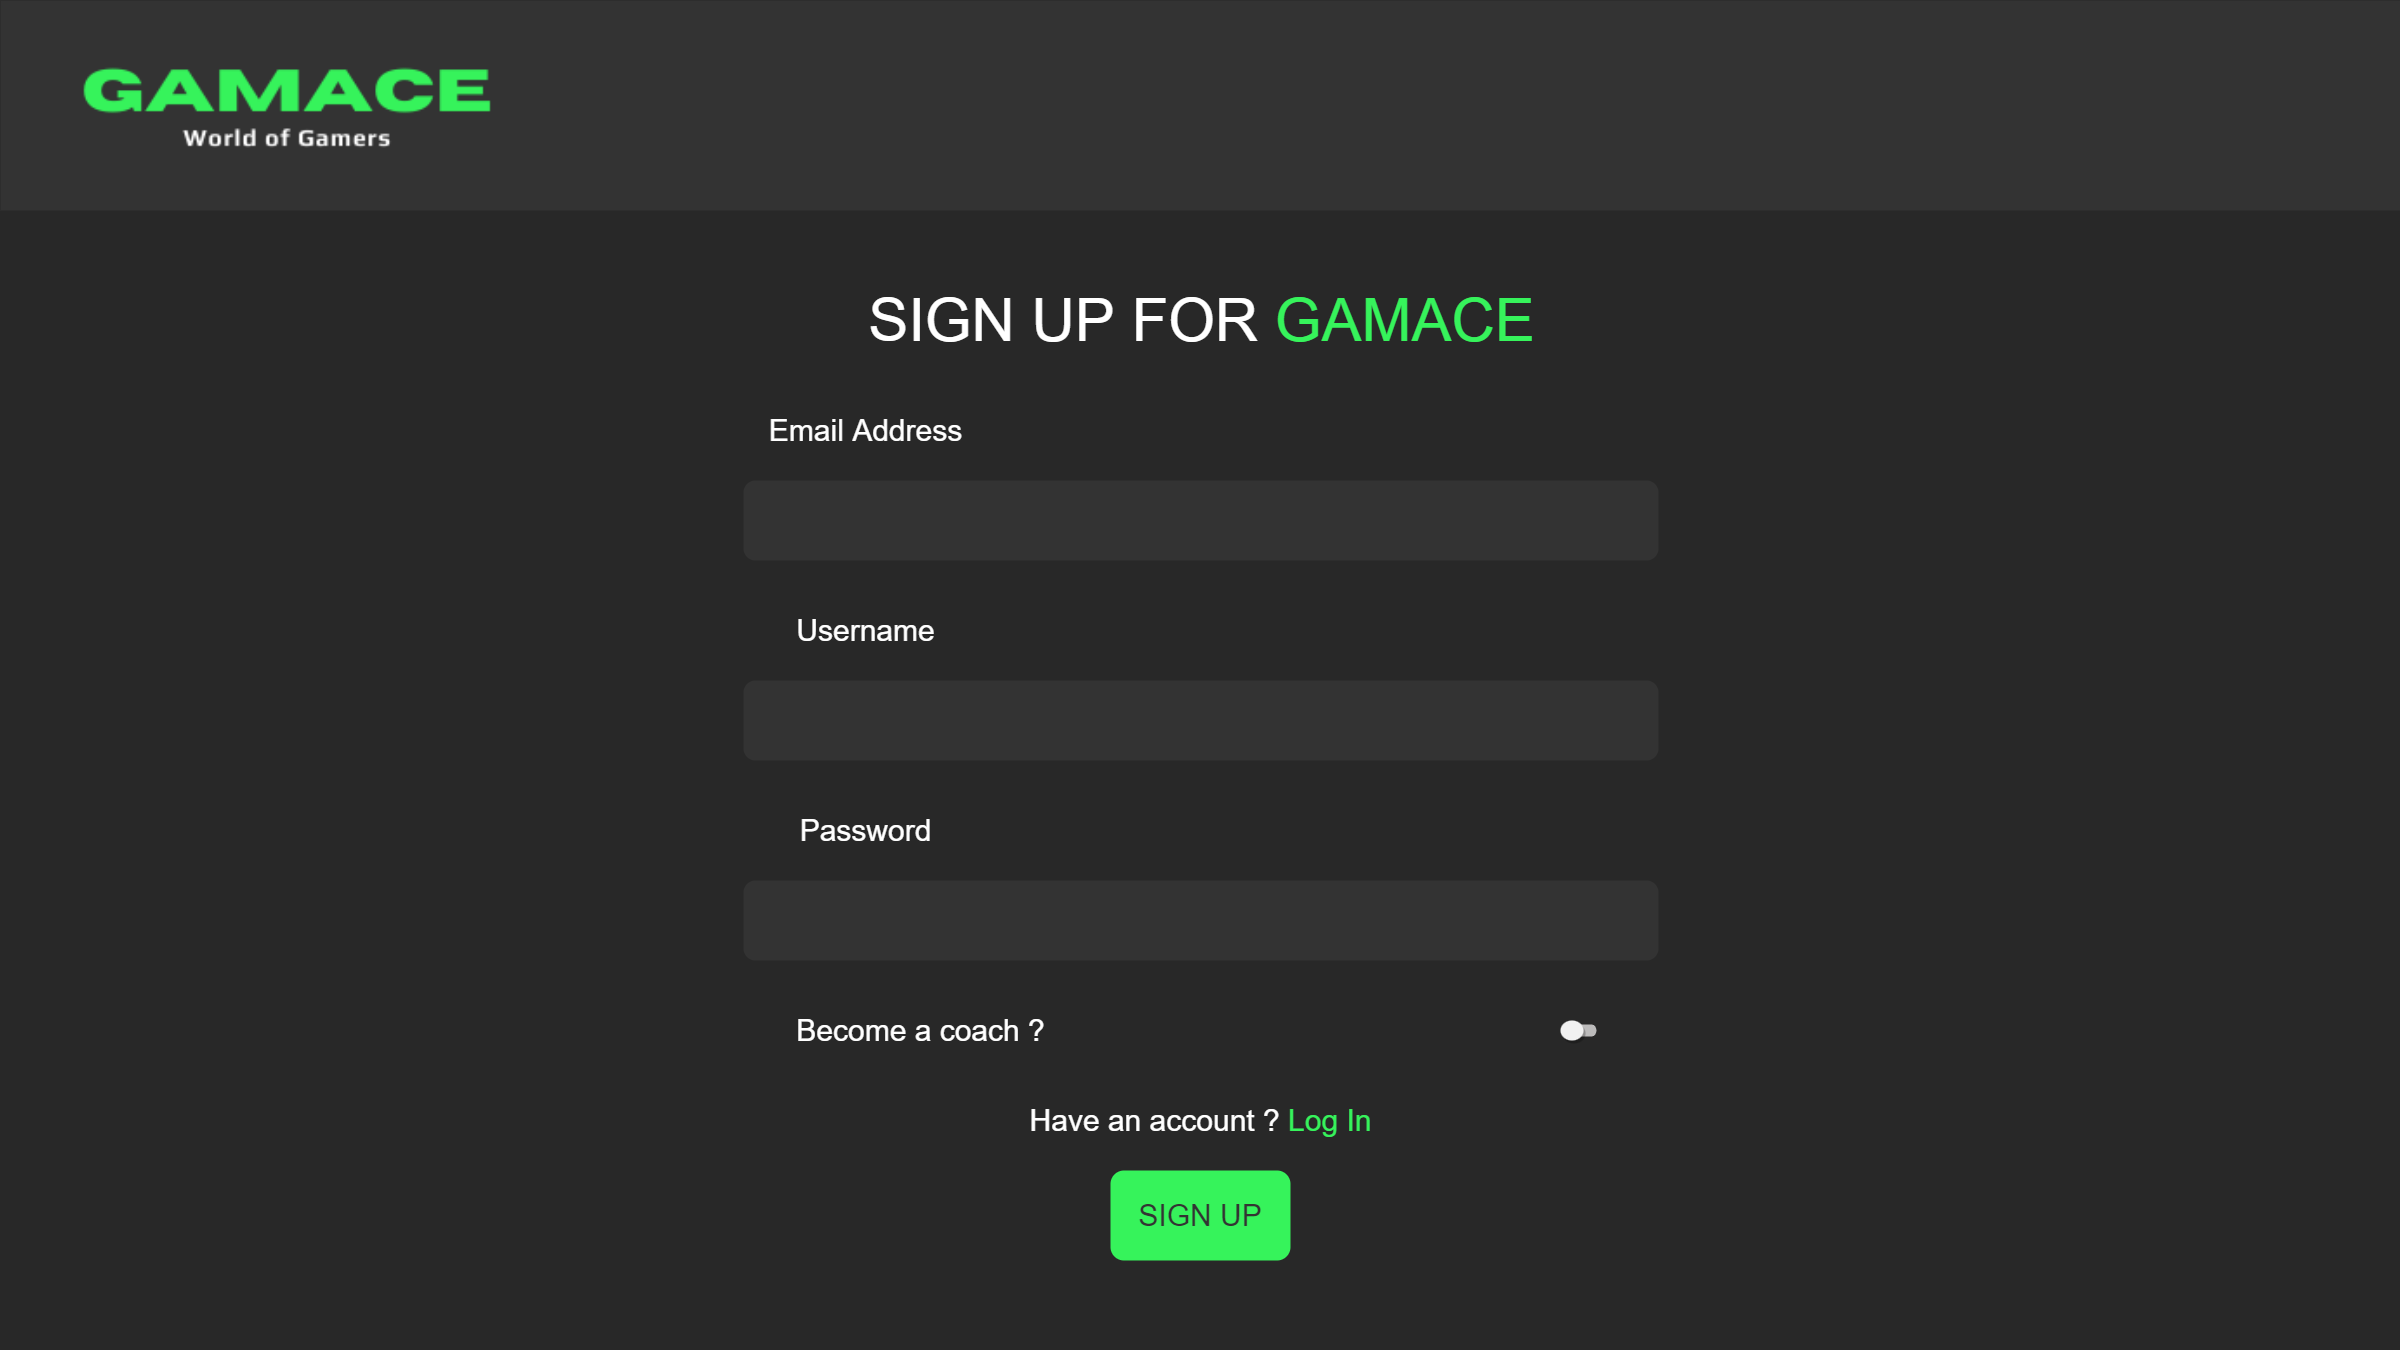 GAMACE
World of Gamers
SIGN UP FOR GAMACE
Email Address
Username
Password
Become a coach ?
Have an account ? Log In
SIGN UP